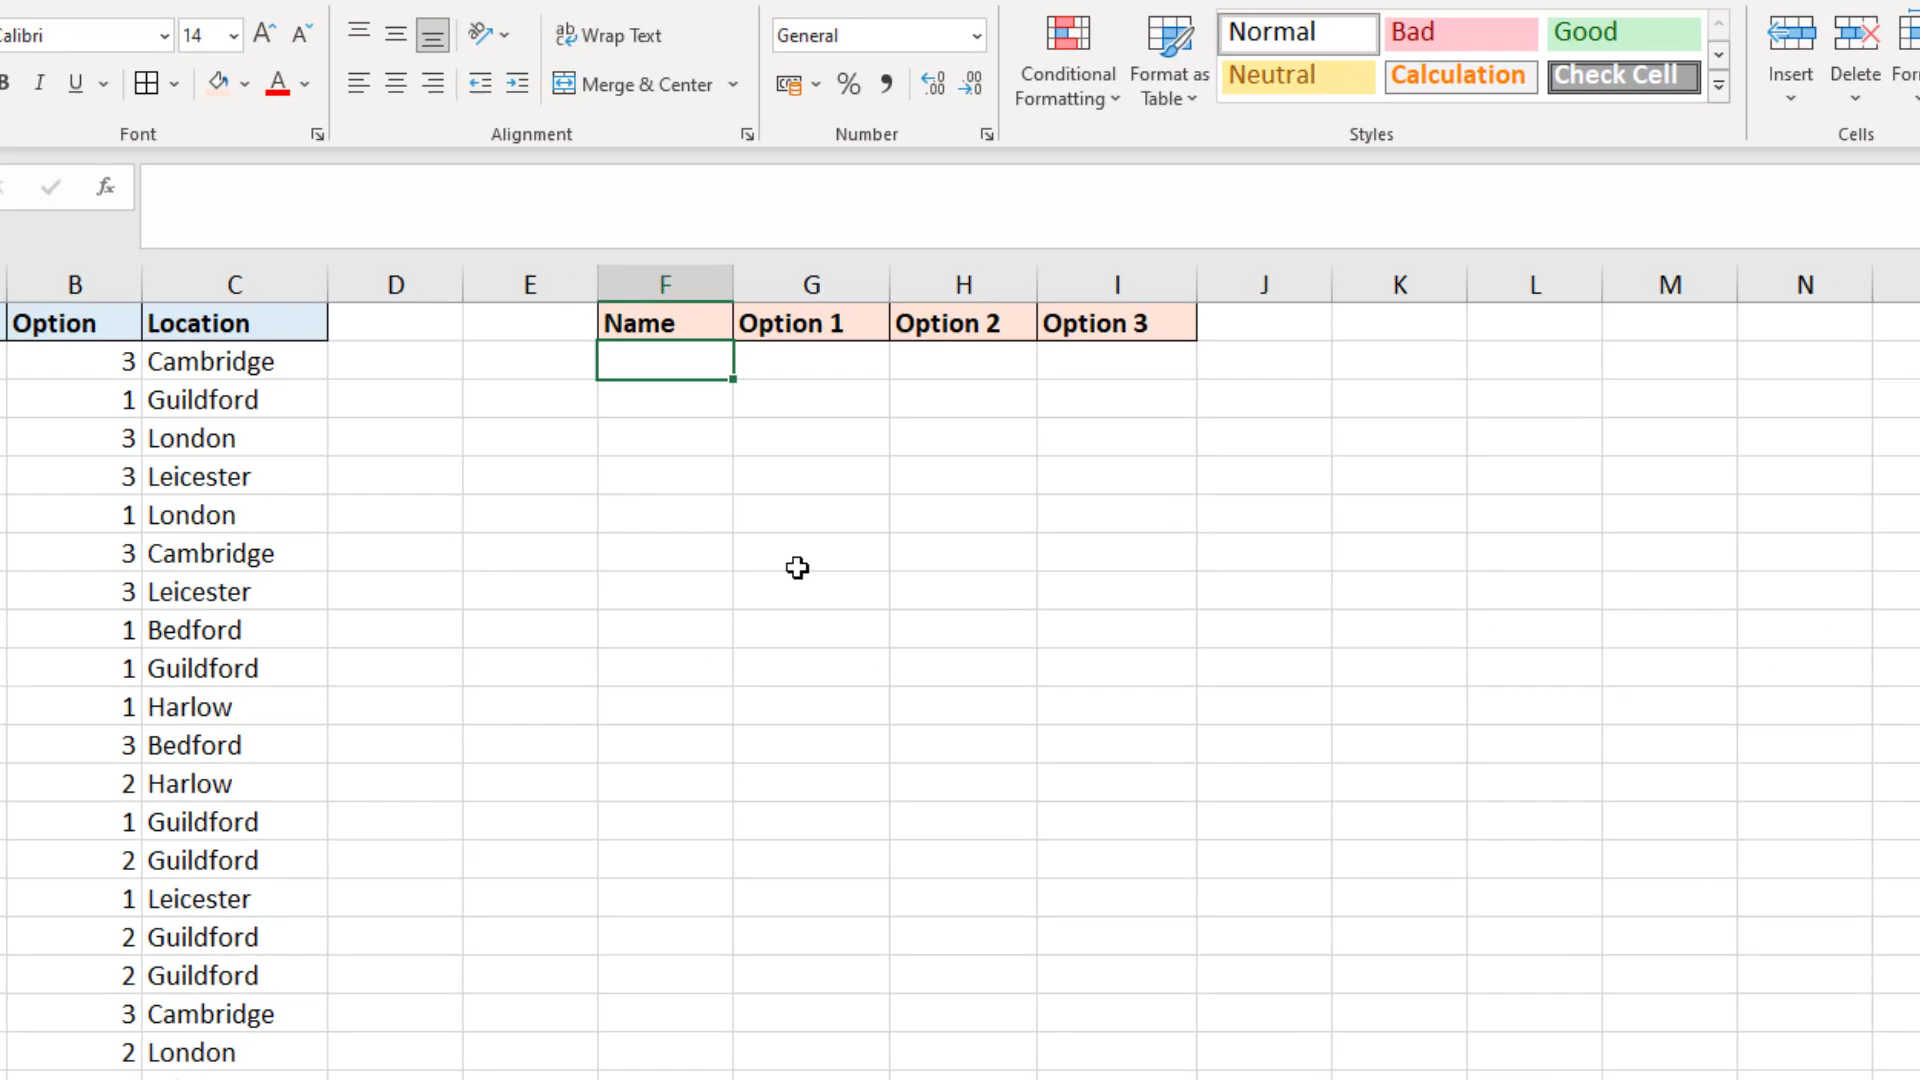 Calibri 14 A A ab Wrap Text General Normal Bad Good
B I U A Merge & Center % Conditional Formatting Format as Table Neutral Calculation Check Cell Insert Delete
Font Alignment Number Styles Cells
fx
B C D E F G H I J K L M N
Option Location Name Option 1 Option 2 Option 3
3 Cambridge
1 Guildford
3 London
3 Leicester
1 London
3 Cambridge
3 Leicester
1 Bedford
1 Guildford
1 Harlow
3 Bedford
2 Harlow
1 Guildford
2 Guildford
1 Leicester
2 Guildford
2 Guildford
3 Cambridge
2 London